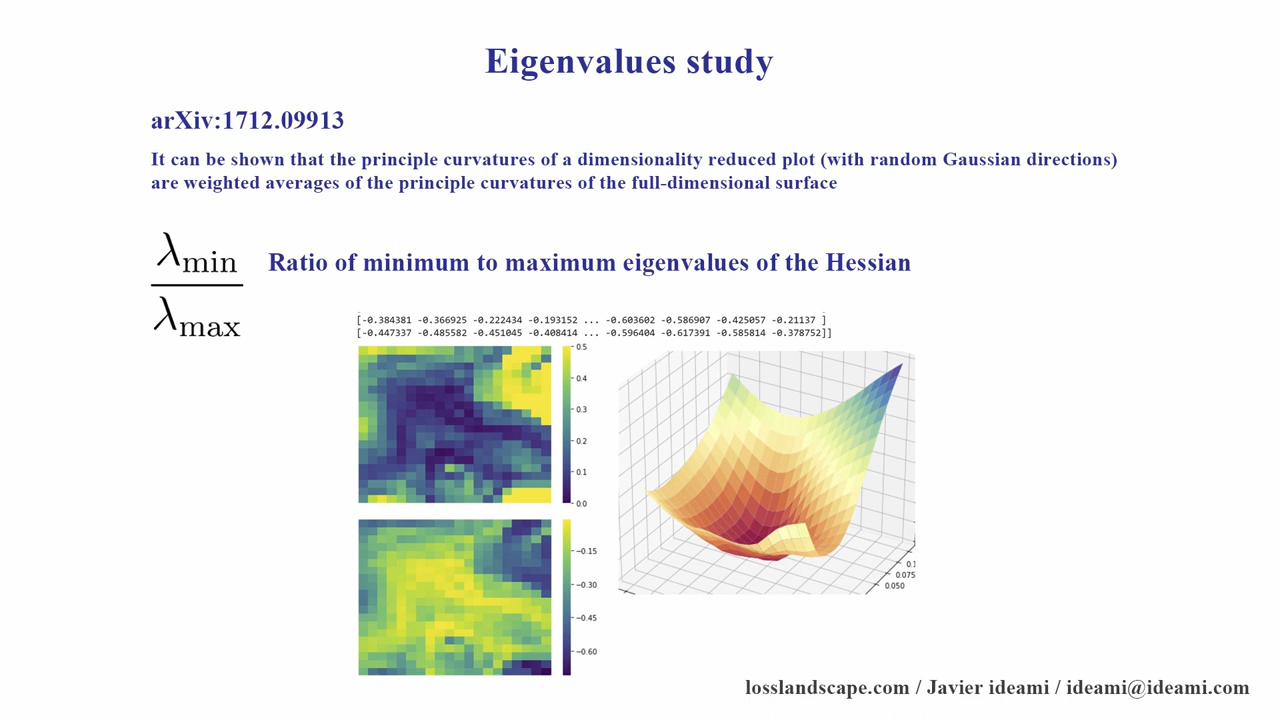 Eigenvalues study
arXiv:1712.09913
It can be shown that the principle curvatures of a dimensionality reduced plot (with random Gaussian directions)
are weighted averages of the principle curvatures of the full-dimensional surface
λmin
λmax
Ratio of minimum to maximum eigenvalues of the Hessian
[-0.384381 -0.366925 -0.222434 -0.193152 ... -0.603602 -0.586907 -0.425057 -0.21137 ]
[-0.447337 -0.485582 -0.451045 -0.408414 ... -0.596404 -0.617391 -0.585814 -0.378752]]
0.5
0.4
0.3
0.2
0.1
0.0
−0.15
−0.30
−0.45
−0.60
0.1
0.075
0.050
losslandscape.com / Javier ideami / ideami@ideami.com